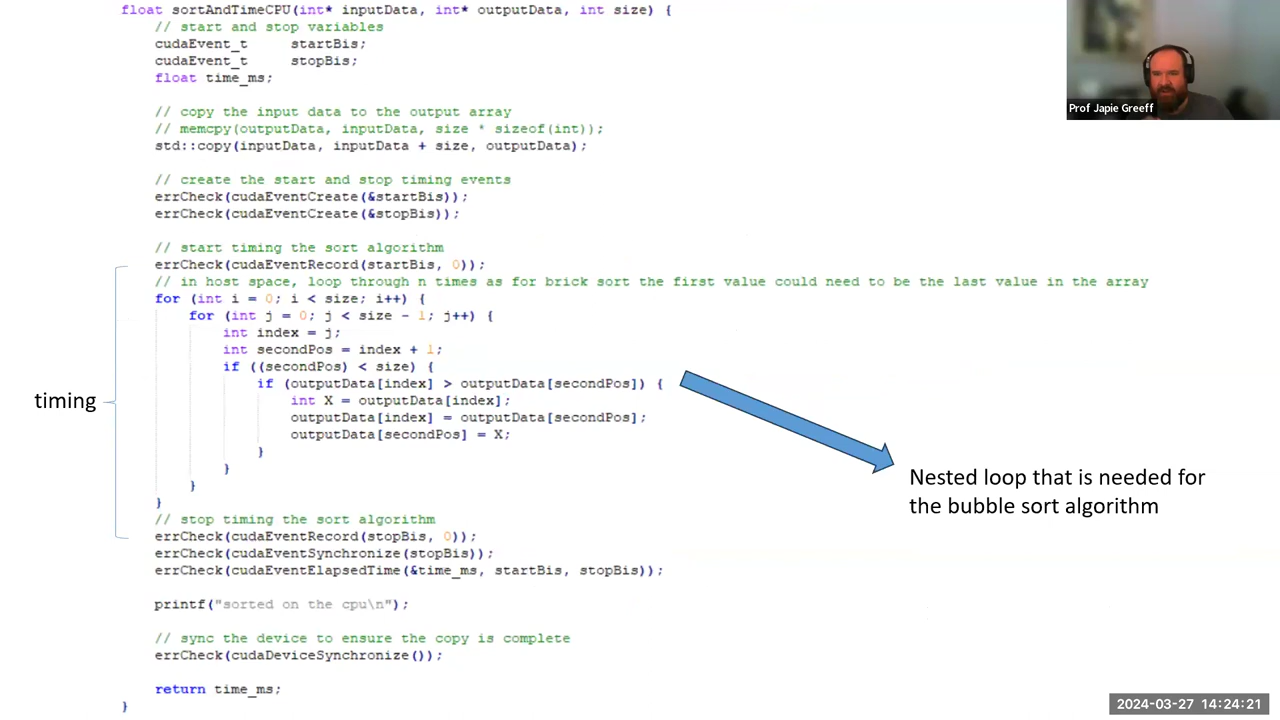 float sortAndTimeCPU(int* inputData, int* outputData, int size) {
// start and stop variables
cudaEvent_t startBis;
cudaEvent_t stopBis;
float time_ms;
// copy the input data to the output array
// memcpy(outputData, inputData, size * sizeof(int));
std::copy(inputData, inputData + size, outputData);
// create the start and stop timing events
errCheck(cudaEventCreate(&startBis));
errCheck(cudaEventCreate(&stopBis));
// start timing the sort algorithm
errCheck(cudaEventRecord(startBis, 0));
// in host space, loop through n times as for brick sort the first value could need to be the last value in the array
for (int i = 0; i < size; i++) {
for (int j = 0; j < size - 1; j++) {
int index = j;
int secondPos = index + 1;
if ((secondPos) < size) {
if (outputData[index] > outputData[secondPos]) {
int X = outputData[index];
outputData[index] = outputData[secondPos];
outputData[secondPos] = X;
}
}
}
}
// stop timing the sort algorithm
errCheck(cudaEventRecord(stopBis, 0));
errCheck(cudaEventSynchronize(stopBis));
errCheck(cudaEventElapsedTime(&time_ms, startBis, stopBis));
printf("sorted on the cpu\n");
// sync the device to ensure the copy is complete
errCheck(cudaDeviceSynchronize());
return time_ms;
}
timing
Nested loop that is needed for
the bubble sort algorithm
Prof Japie Greeff
2024-03-27 14:24:21